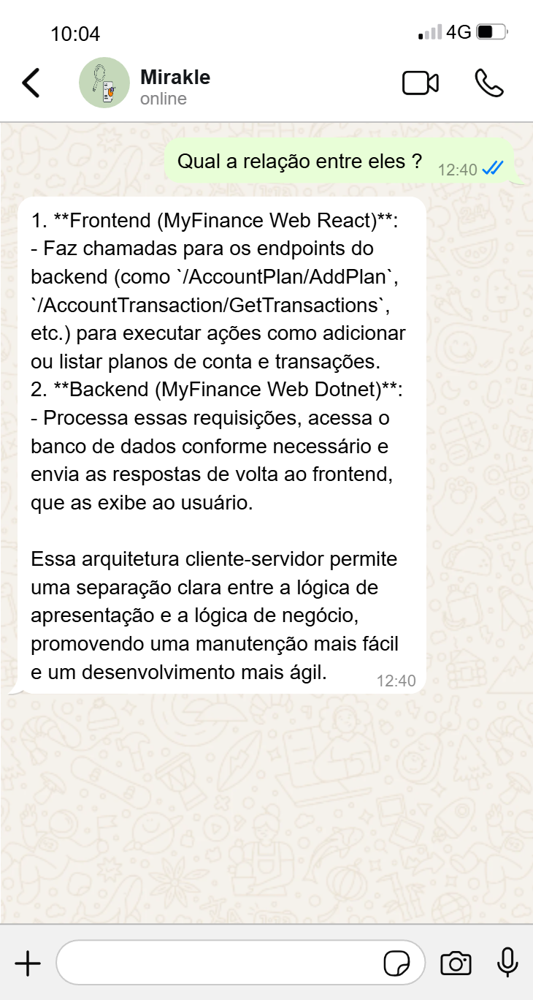 10:04
4G
Mirakle
online
Qual a relação entre eles ?
12:40
1. **Frontend (MyFinance Web React)**:
- Faz chamadas para os endpoints do
backend (como `/AccountPlan/AddPlan`,
`/AccountTransaction/GetTransactions`,
etc.) para executar ações como adicionar
ou listar planos de conta e transações.
2. **Backend (MyFinance Web Dotnet)**:
- Processa essas requisições, acessa o
banco de dados conforme necessário e
envia as respostas de volta ao frontend,
que as exibe ao usuário.
Essa arquitetura cliente-servidor permite
uma separação clara entre a lógica de
apresentação e a lógica de negócio,
promovendo uma manutenção mais fácil
e um desenvolvimento mais ágil.
12:40